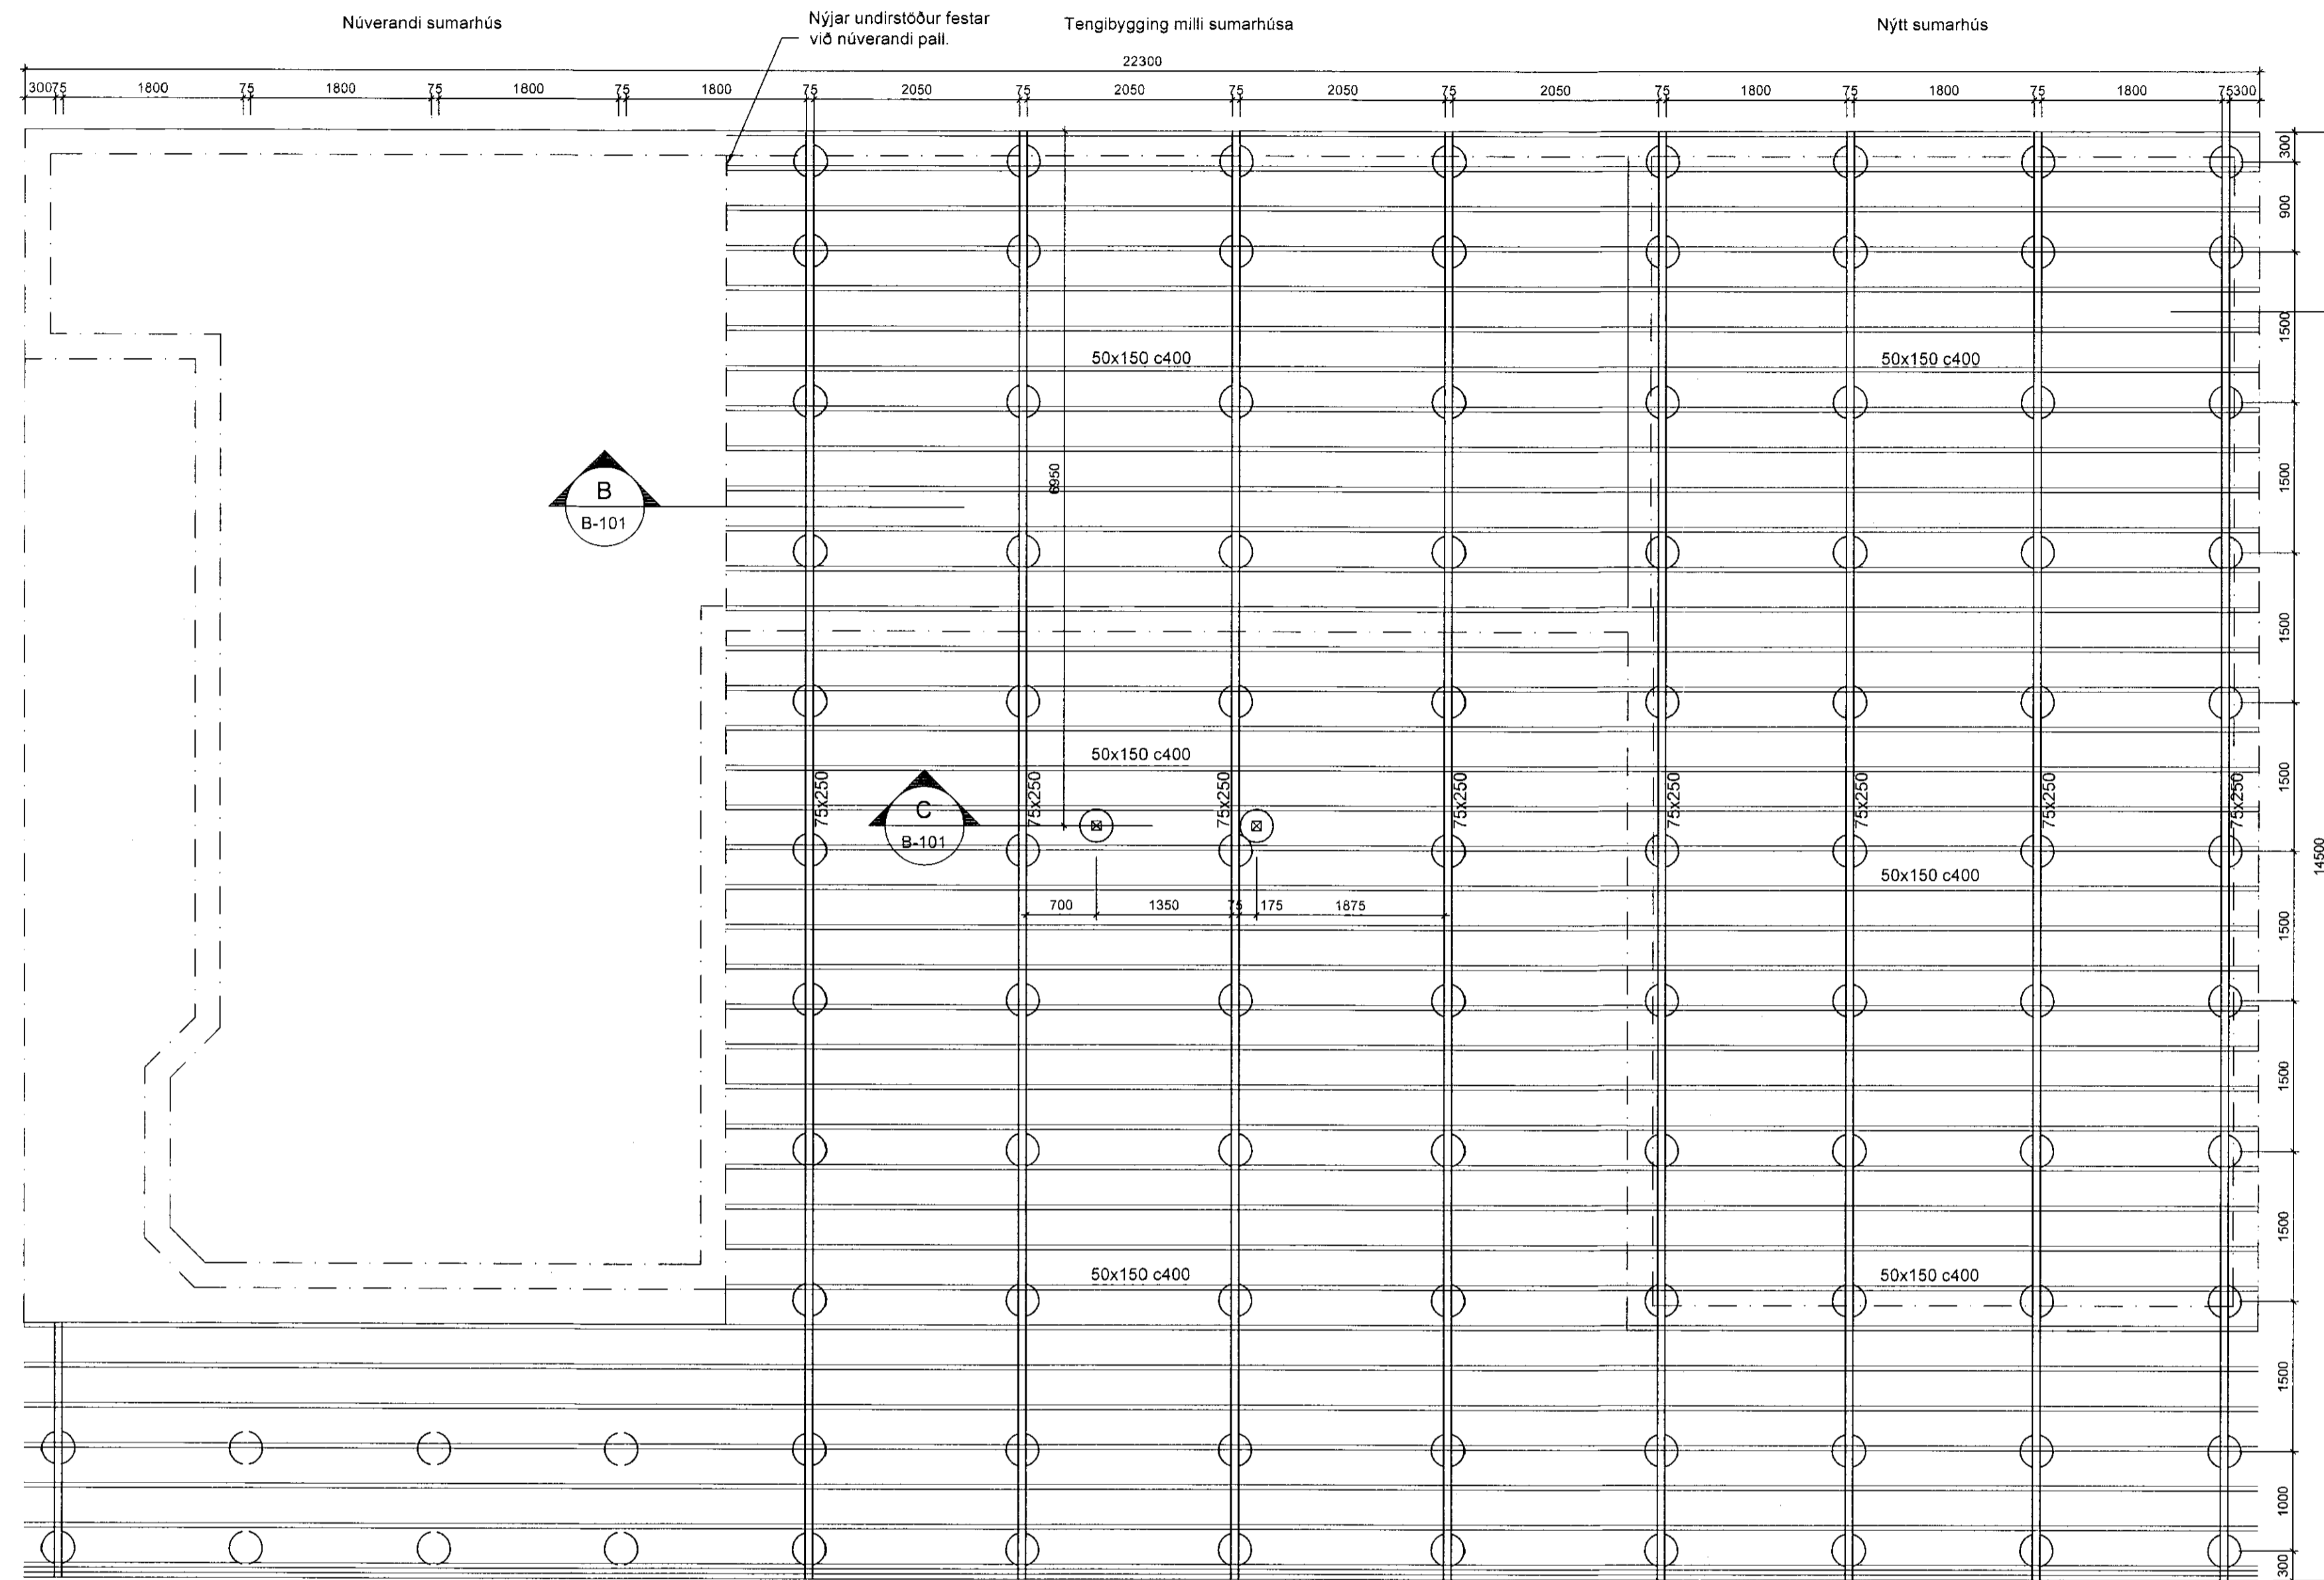 Núverandi sumarhús
Nýjar undirstöður festar
við núverandi pall.
Tengibygging milli sumarhúsa
Nýtt sumarhús
22300
300 75 1800 75 1800 75 1800 75 1800 75 2050 75 2050 75 2050 75 2050 75 1800 75 1800 75 1800 75 300
300
900
1500
50x150 c400
50x150 c400
6950
B
B-101
1500
1500
50x150 c400
1500
75x250
75x250
75x250
75x250
75x250
75x250
75x250
75x250
C
B-101
14500
50x150 c400
700 1350 75 175 1875
1500
1500
1500
50x150 c400
50x150 c400
1500
1000
300